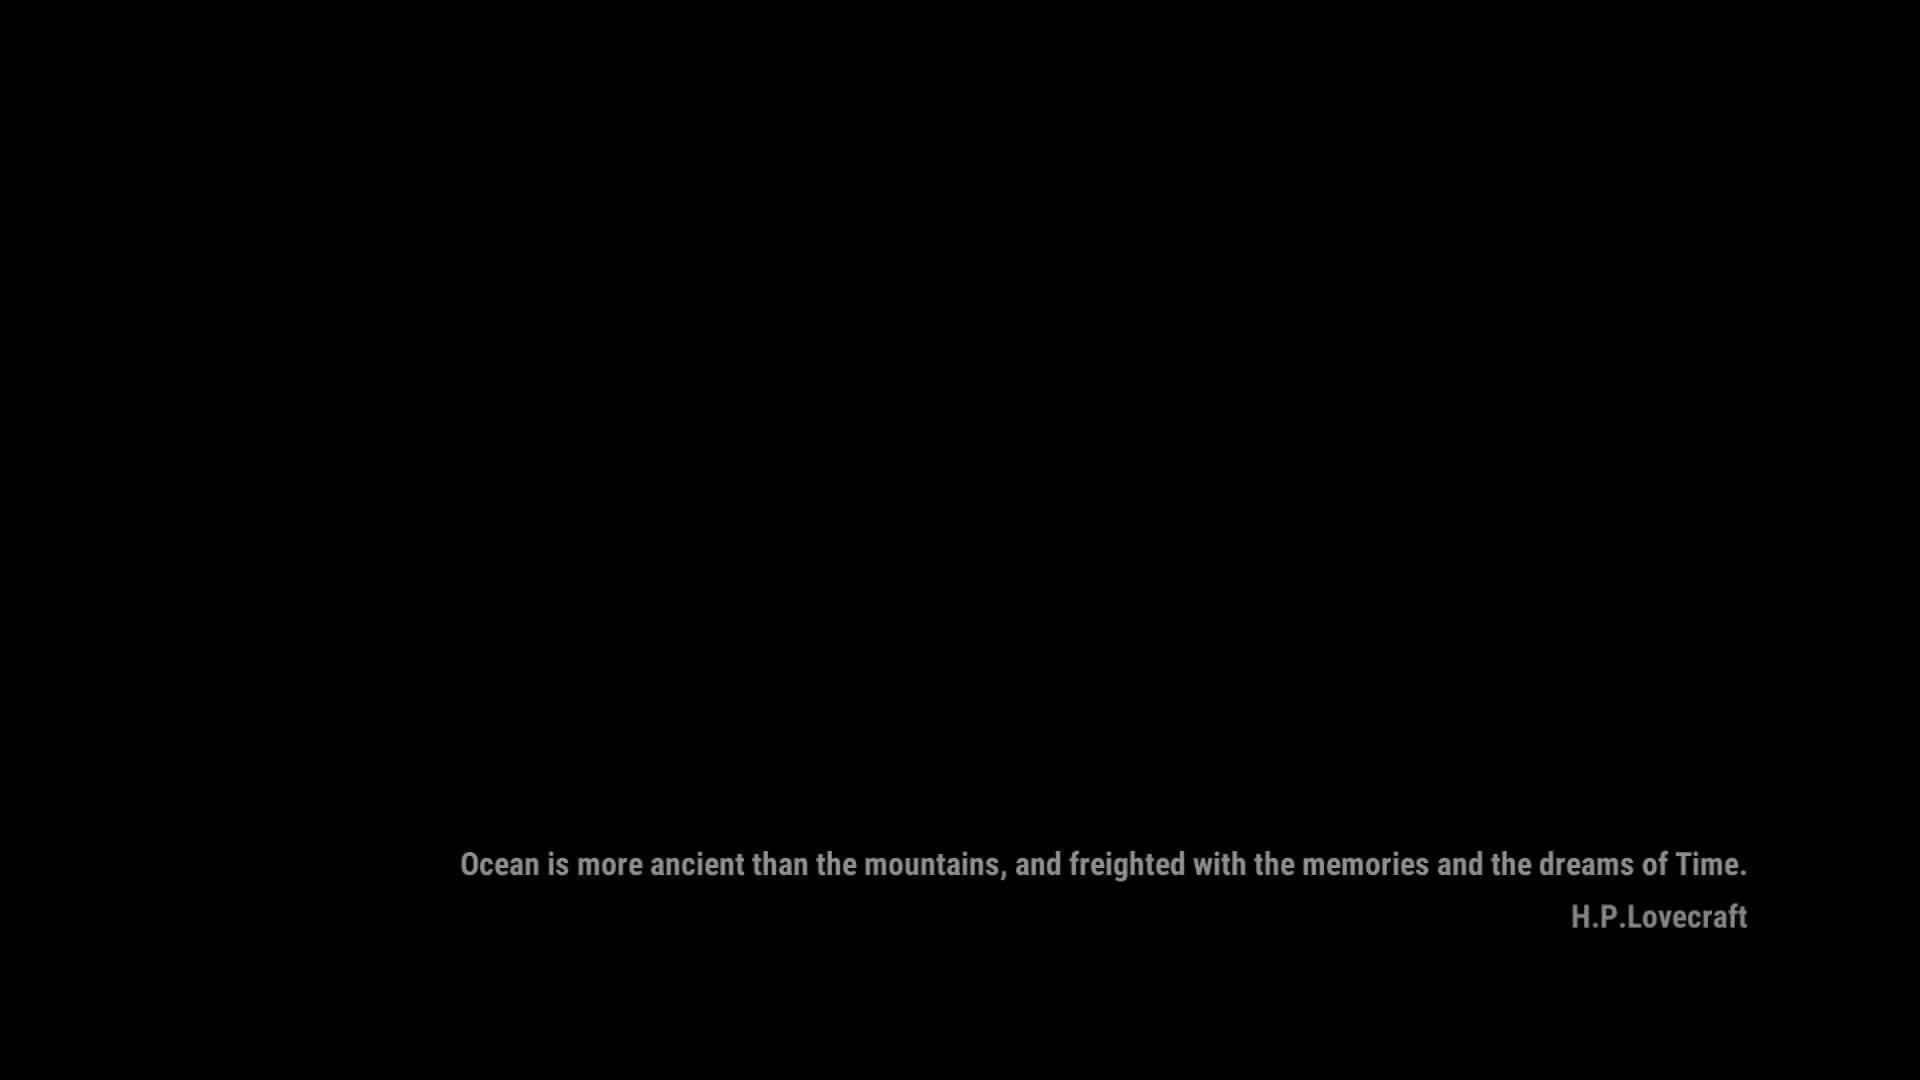 Ocean is more ancient than the mountains, and freighted with the memories and the dreams of Time.
H.P.Lovecraft